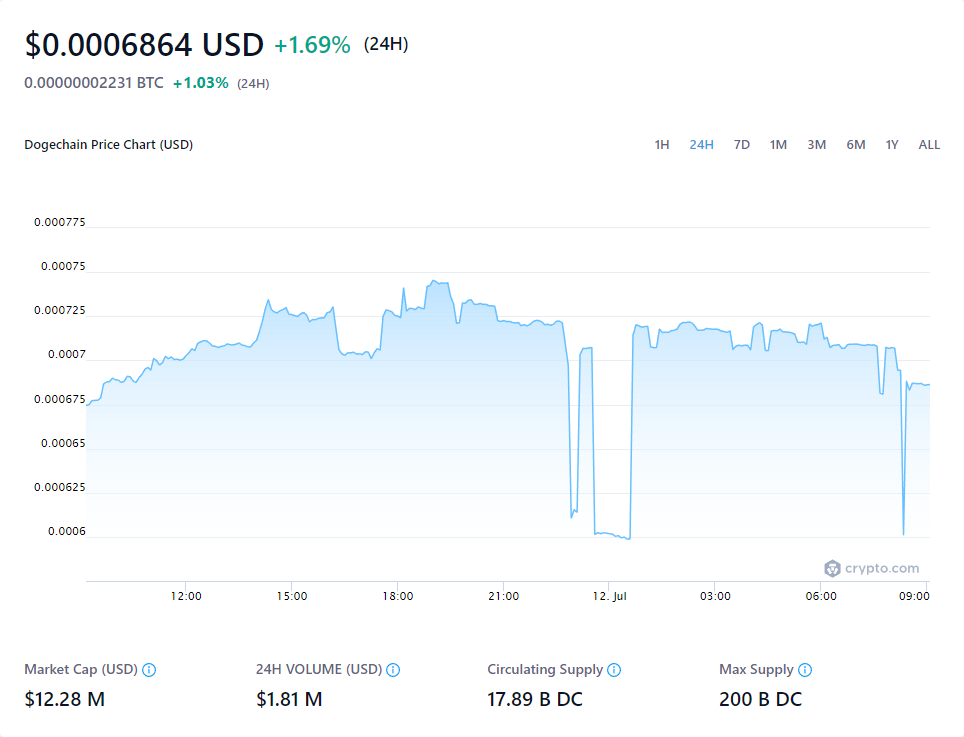 $0.0006864 USD +1.69% (24H)
0.00000002231 BTC +1.03% (24H)
Dogechain Price Chart (USD) 1H 24H 7D 1M 3M 6M 1Y ALL
0.000775
0.00075
0.000725
0.0007
0.000675
0.00065
0.000625
0.0006
crypto.com
12:00 15:00 18:00 21:00 12. Jul 03:00 06:00 09:00
Market Cap (USD) 24H VOLUME (USD) Circulating Supply Max Supply
$12.28 M $1.81 M 17.89 B DC 200 B DC